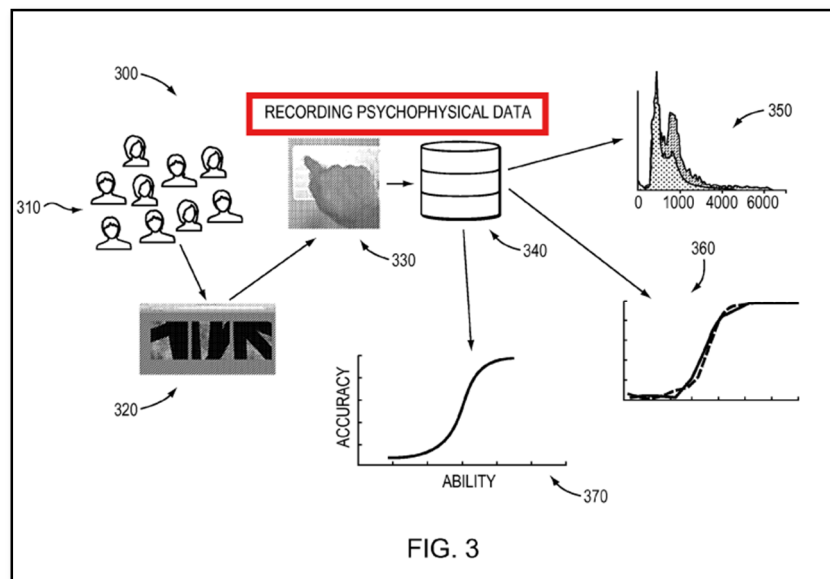 300
RECORDING PSYCHOPHYSICAL DATA
350
0 1000 4000 6000
310
330
340
360
320
ACCURACY
ABILITY
370
FIG. 3